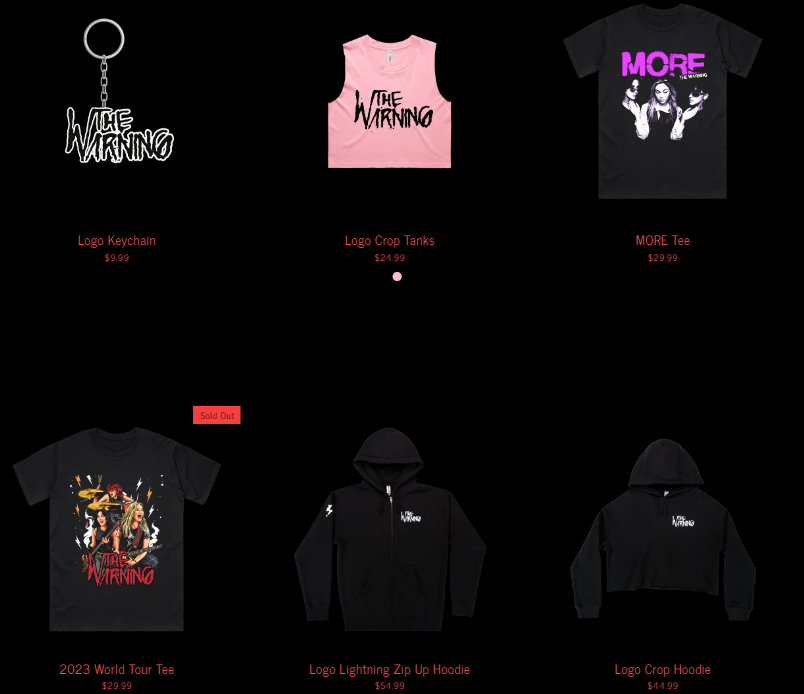 THE
WARNING
THE
WARNING
MORE
THE WARNING
Logo Keychain
$9.99
Logo Crop Tanks
$24.99
MORE Tee
$29.99
Sold Out
THE
WARNING
THE
WARNING
THE
WARNING
2023 World Tour Tee
$29.99
Logo Lightning Zip Up Hoodie
$54.99
Logo Crop Hoodie
$44.99